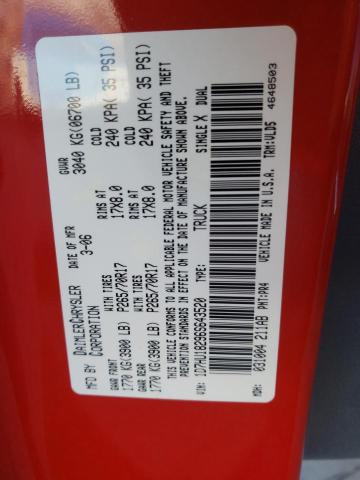 DAIMLERCHRYSLER CORPORATION
DATE OF MFR 3-06
GVWR 3040 KG(06700 LB)
GAWR FRONT 1770 KG(3900 LB)
WITH TIRES P265/70R17
RIMS AT 17X8.0
COLD 240 KPA( 35 PSI)
GAWR REAR 1770 KG(3900 LB)
WITH TIRES P265/70R17
RIMS AT 17X8.0
COLD 240 KPA( 35 PSI)
THIS VEHICLE CONFORMS TO ALL APPLICABLE FEDERAL MOTOR VEHICLE SAFETY AND THEFT
PREVENTION STANDARDS IN EFFECT ON THE DATE OF MANUFACTURE SHOWN ABOVE.
VIN: 1D7HU18296S643520 TYPE: TRUCK SINGLE X DUAL
MDH: 031004 211AB PNT:PR4 VEHICLE MADE IN U.S.A. TRM:VLD5 4648503